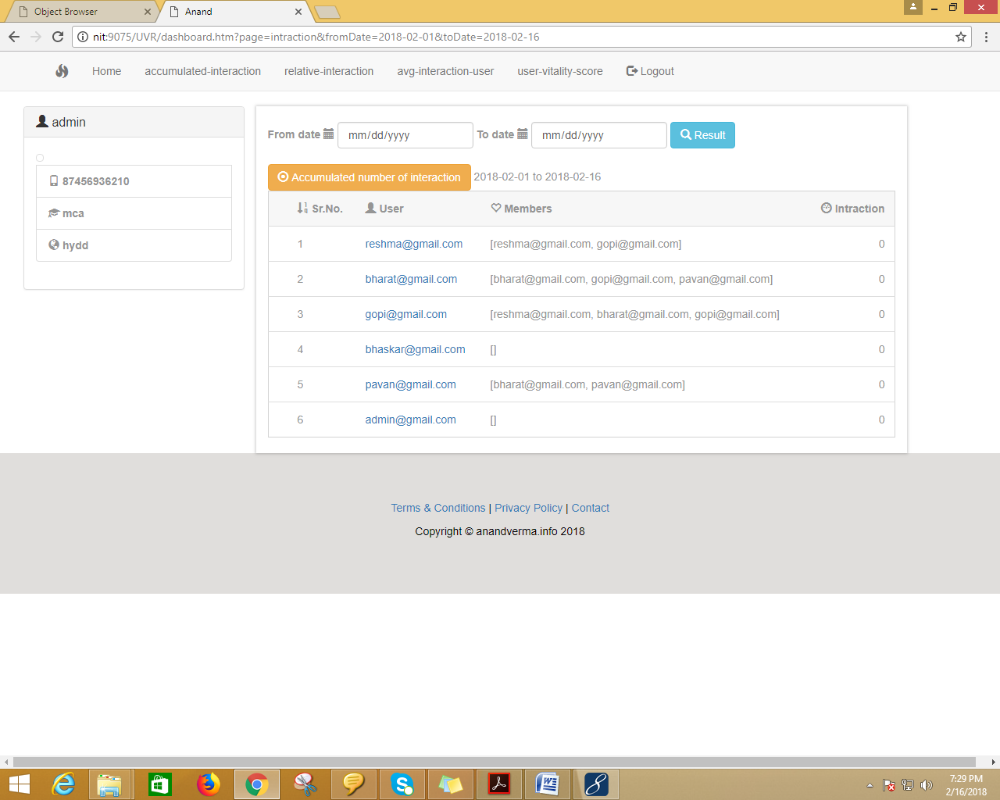 Object Browser
Anand
nit:9075/UVR/dashboard.htm?page=intraction&fromDate=2018-02-01&toDate=2018-02-16
Home accumulated-interaction relative-interaction avg-interaction-user user-vitality-score Logout
admin
87456936210
mca
hydd
From date mm/dd/yyyy To date mm/dd/yyyy Result
Accumulated number of interaction 2018-02-01 to 2018-02-16
Sr.No. User Members Intraction
1 reshma@gmail.com [reshma@gmail.com, gopi@gmail.com] 0
2 bharat@gmail.com [bharat@gmail.com, gopi@gmail.com, pavan@gmail.com] 0
3 gopi@gmail.com [reshma@gmail.com, bharat@gmail.com, gopi@gmail.com] 0
4 bhaskar@gmail.com [] 0
5 pavan@gmail.com [bharat@gmail.com, pavan@gmail.com] 0
6 admin@gmail.com [] 0
Terms & Conditions | Privacy Policy | Contact
Copyright © anandverma.info 2018
7:29 PM
2/16/2018